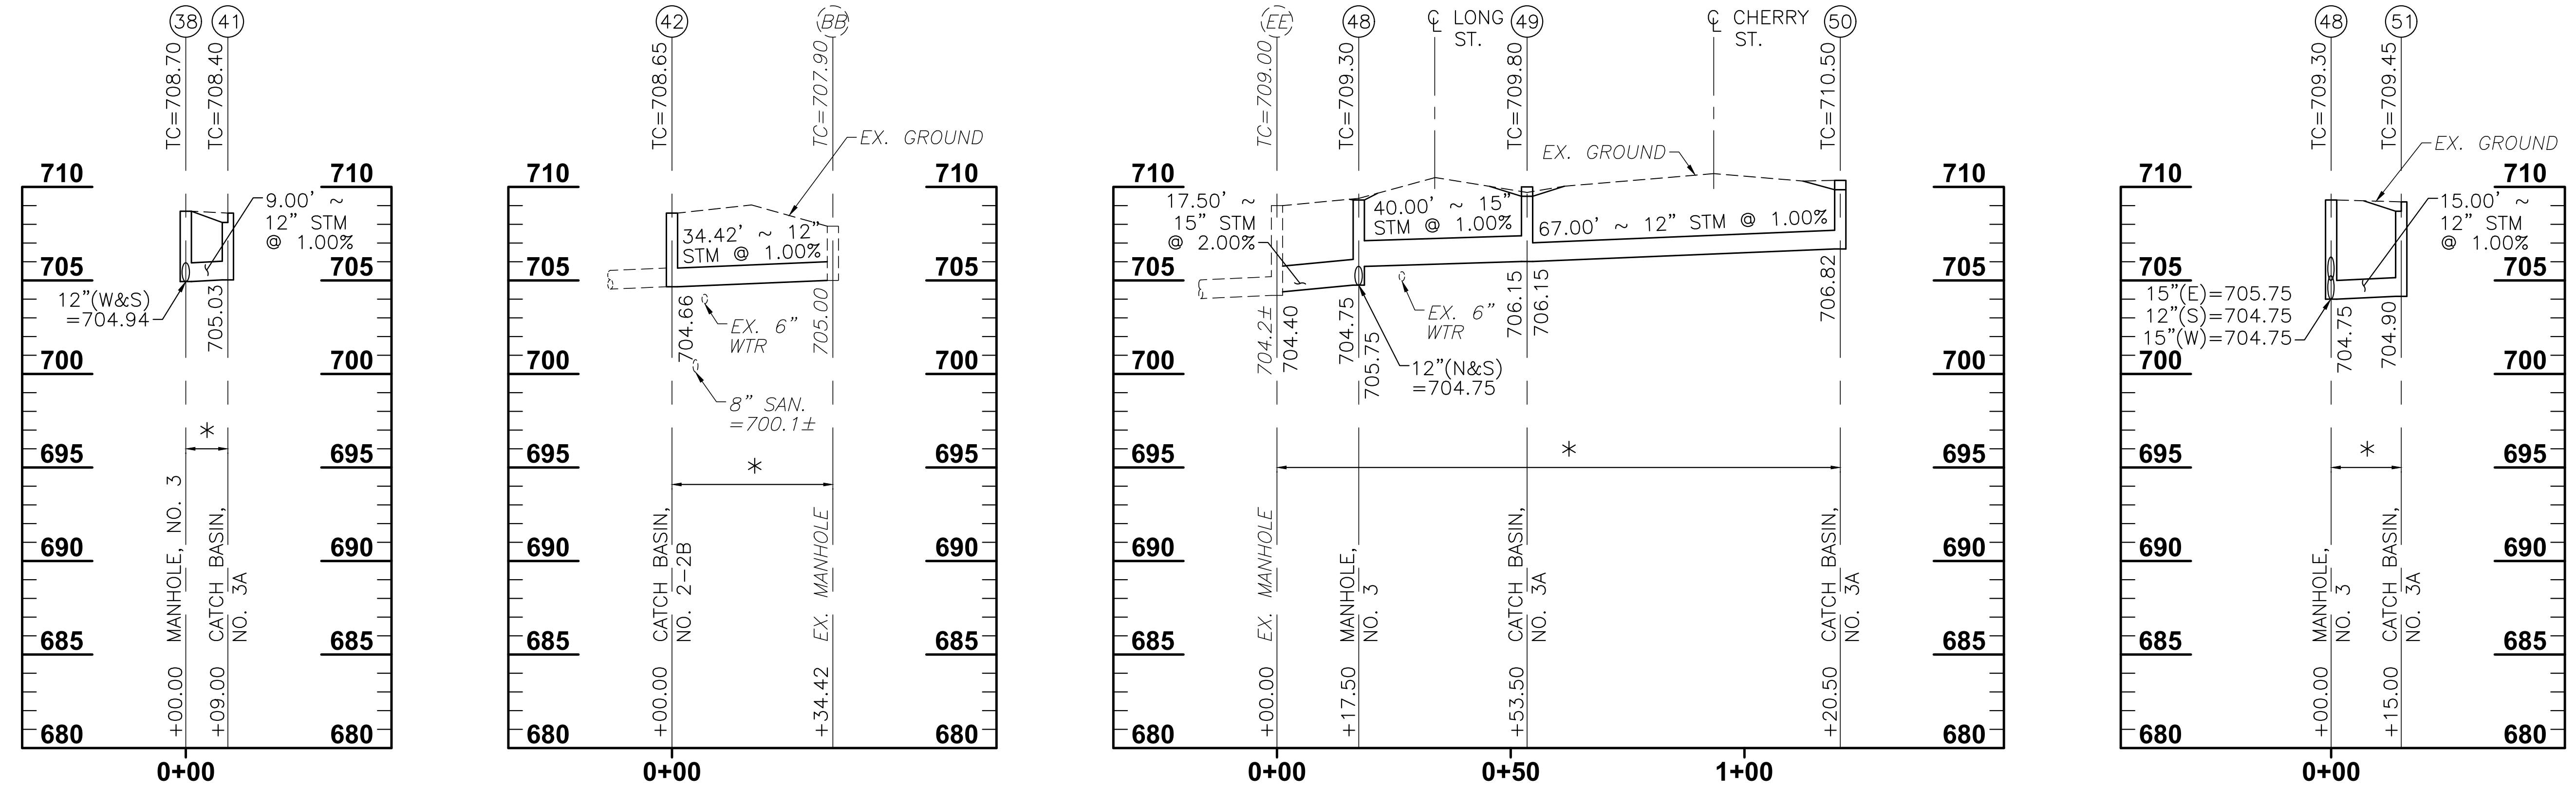 38
41
TC=708.70
TC=708.40
710
710
9.00' ~
12" STM
@ 1.00%
705
705
12"(W&S)
=704.94
705.03
700
700
*
695
695
690
690
685
685
680
680
+00.00 MANHOLE, NO. 3
+09.00 CATCH BASIN,
NO. 3A
0+00
42
BB
TC=708.65
TC=707.90
EX. GROUND
710
710
34.42' ~ 12"
STM @ 1.00%
705
705
704.66
705.00
EX. 6"
WTR
700
700
8" SAN.
=700.1±
*
695
695
690
690
685
685
680
680
+00.00 CATCH BASIN,
NO. 2-2B
+34.42 EX. MANHOLE
0+00
EE
48
℄ LONG
ST.
49
℄ CHERRY
ST.
50
TC=709.00
TC=709.30
TC=709.80
TC=710.50
EX. GROUND
710
710
17.50' ~
15" STM
@ 2.00%
40.00' ~ 15"
STM @ 1.00%
67.00' ~ 12" STM @ 1.00%
705
705
704.2±
704.40
704.75
705.75
EX. 6"
WTR
706.15
706.15
706.82
12"(N&S)
=704.75
700
700
*
695
695
690
690
685
685
680
680
+00.00 EX. MANHOLE
+17.50 MANHOLE,
NO. 3
+53.50 CATCH BASIN,
NO. 3A
+20.50 CATCH BASIN,
NO. 3A
0+00
0+50
1+00
48
51
TC=709.30
TC=709.45
EX. GROUND
710
710
15.00' ~
12" STM
@ 1.00%
705
705
15"(E)=705.75
12"(S)=704.75
15"(W)=704.75
704.75
704.90
700
700
*
695
695
690
690
685
685
680
680
+00.00 MANHOLE,
NO. 3
+15.00 CATCH BASIN,
NO. 3A
0+00